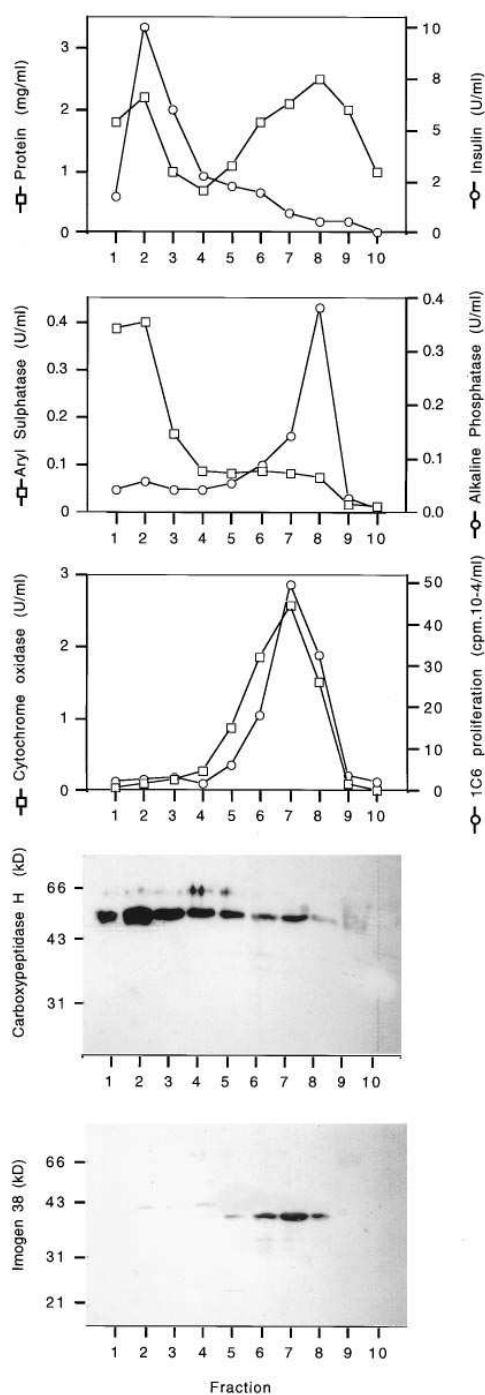 Protein (mg/ml)
3
2
1
0
10
8
5
2
0
Insulin (U/ml)
1 2 3 4 5 6 7 8 9 10
Aryl Sulphatase (U/ml)
0.4
0.3
0.2
0.1
0
0.4
0.3
0.2
0.1
0.0
Alkaline Phosphatase (U/ml)
1 2 3 4 5 6 7 8 9 10
Cytochrome oxidase (U/ml)
3
2
1
0
50
40
30
20
10
0
1C6 proliferation (cpm.10-4/ml)
1 2 3 4 5 6 7 8 9 10
Carboxypeptidase H (kD)
66
43
31
1 2 3 4 5 6 7 8 9 10
Imogen 38 (kD)
66
43
31
21
1 2 3 4 5 6 7 8 9 10
Fraction